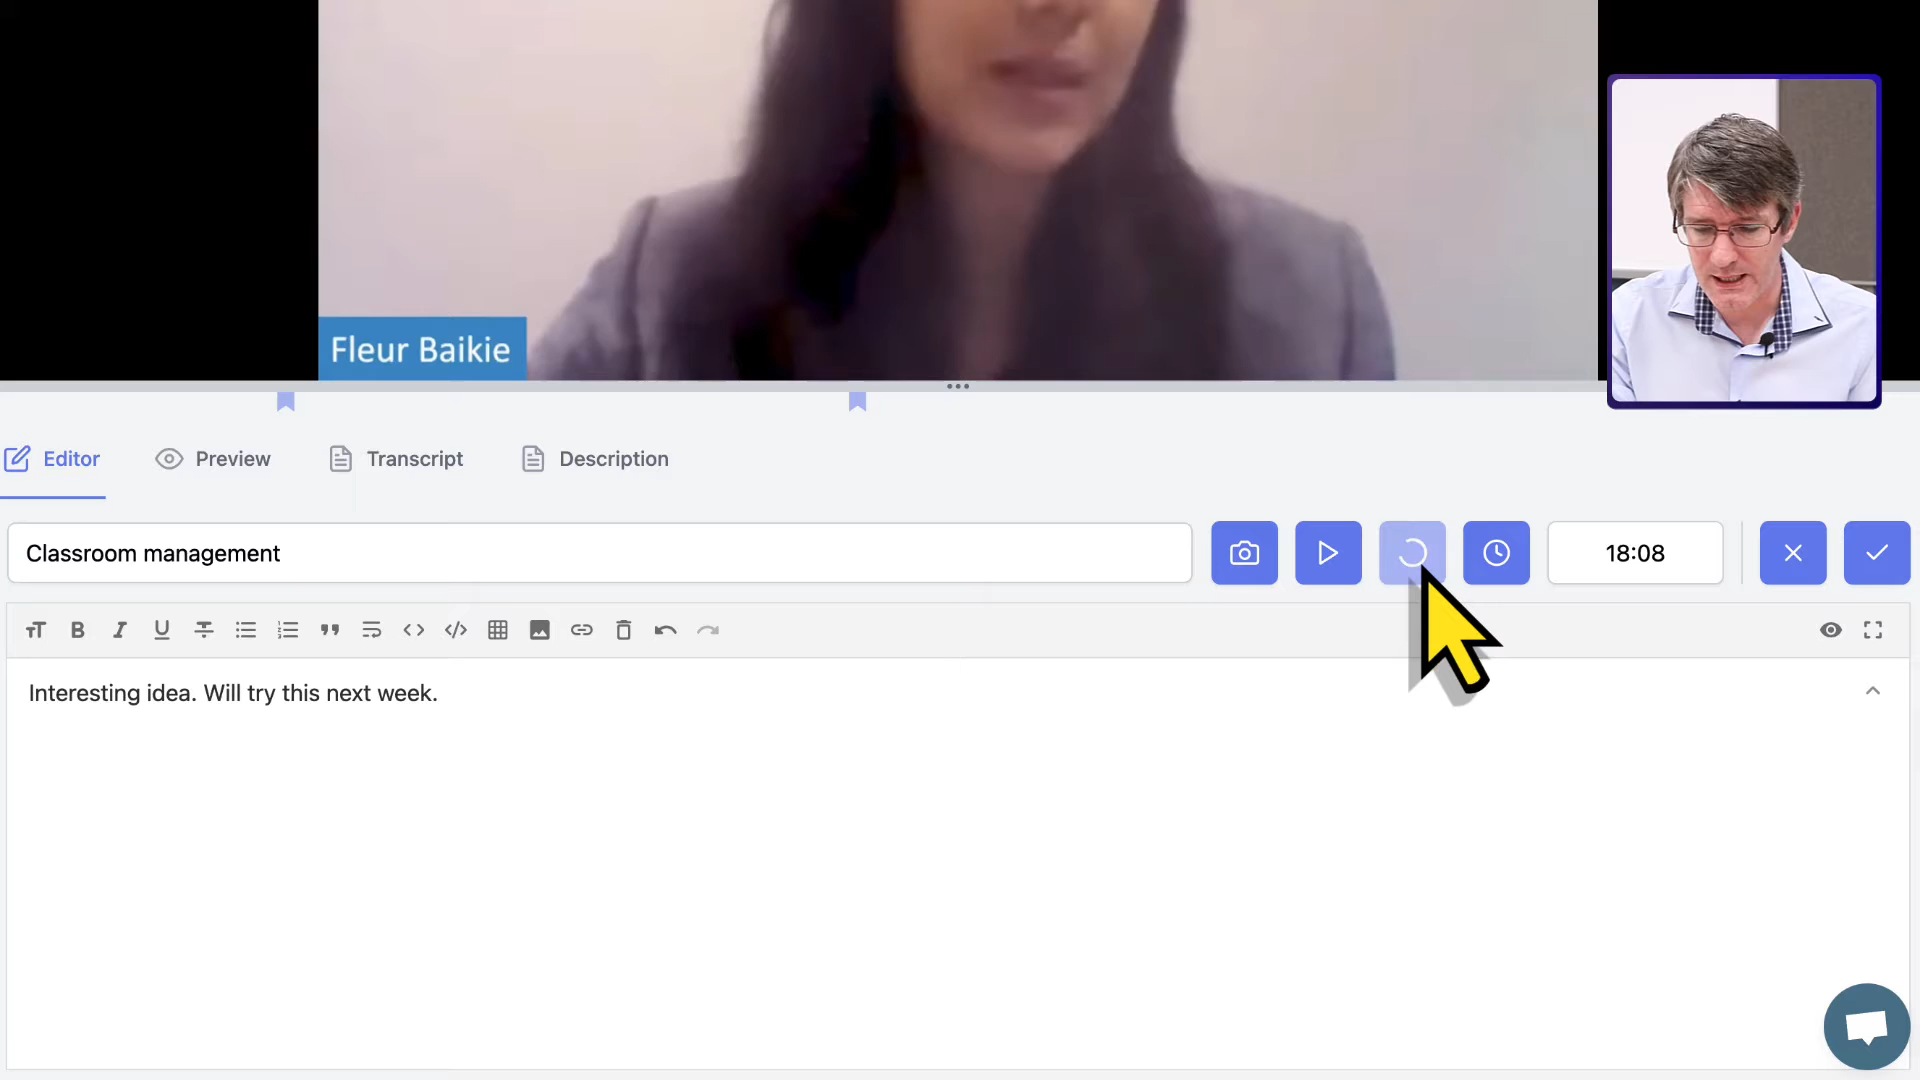 Fleur Baikie
Editor Preview Transcript Description
Classroom management 18:08
Interesting idea. Will try this next week.